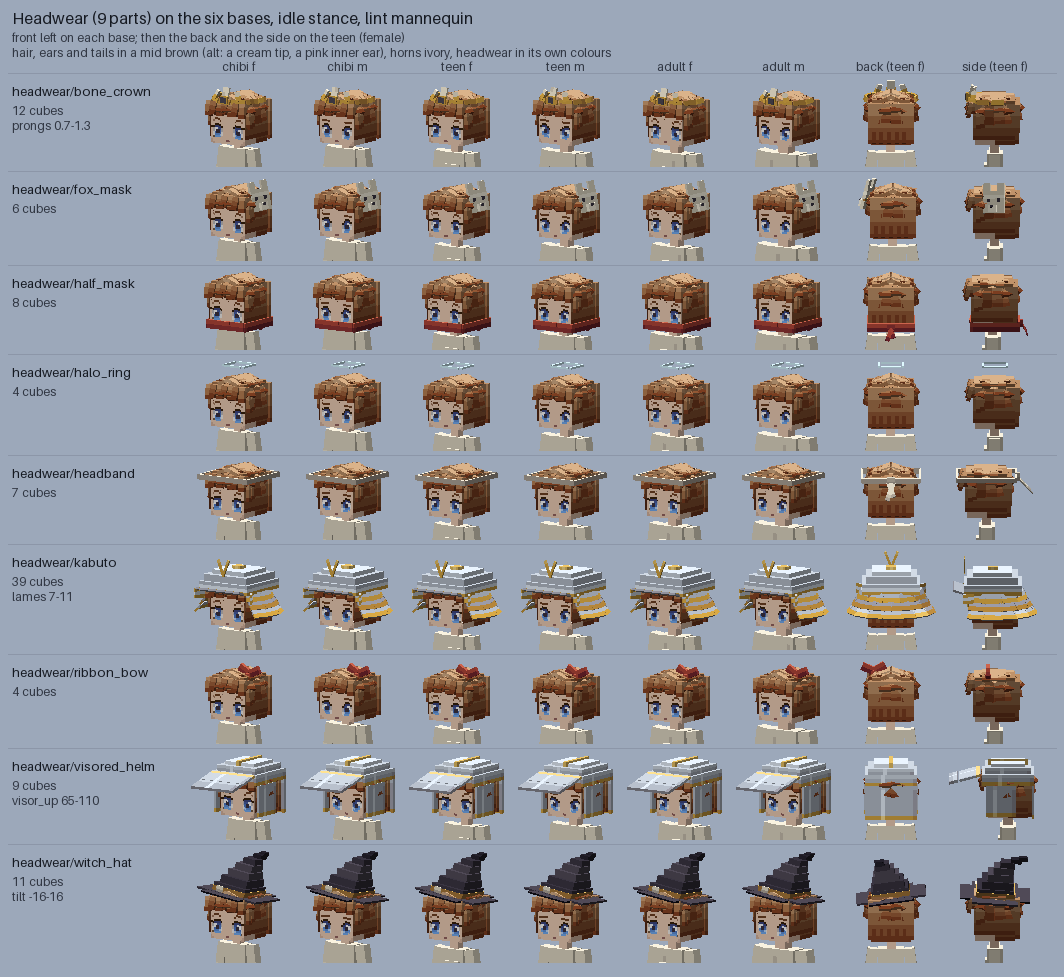 Headwear (9 parts) on the six bases, idle stance, lint mannequin
front left on each base; then the back and the side on the teen (female)
hair, ears and tails in a mid brown (alt: a cream tip, a pink inner ear), horns ivory, headwear in its own colours
chibi f chibi m teen f teen m adult f adult m back (teen f) side (teen f)
headwear/bone_crown
12 cubes
prongs 0.7-1.3
headwear/fox_mask
6 cubes
headwear/half_mask
8 cubes
headwear/halo_ring
4 cubes
headwear/headband
7 cubes
headwear/kabuto
39 cubes
lames 7-11
headwear/ribbon_bow
4 cubes
headwear/visored_helm
9 cubes
visor_up 65-110
headwear/witch_hat
11 cubes
tilt -16-16